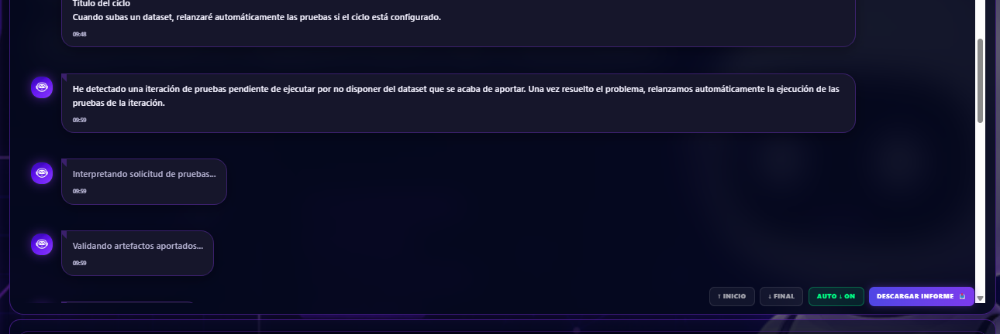 Título del ciclo
Cuando subas un dataset, relanzaré automáticamente las pruebas si el ciclo está configurado.
09:48
He detectado una iteración de pruebas pendiente de ejecutar por no disponer del dataset que se acaba de aportar. Una vez resuelto el problema, relanzamos automáticamente la ejecución de las
pruebas de la iteración.
09:59
Interpretando solicitud de pruebas...
09:59
Validando artefactos aportados...
09:59
↑ INICIO
↓ FINAL
AUTO ↓ ON
DESCARGAR INFORME